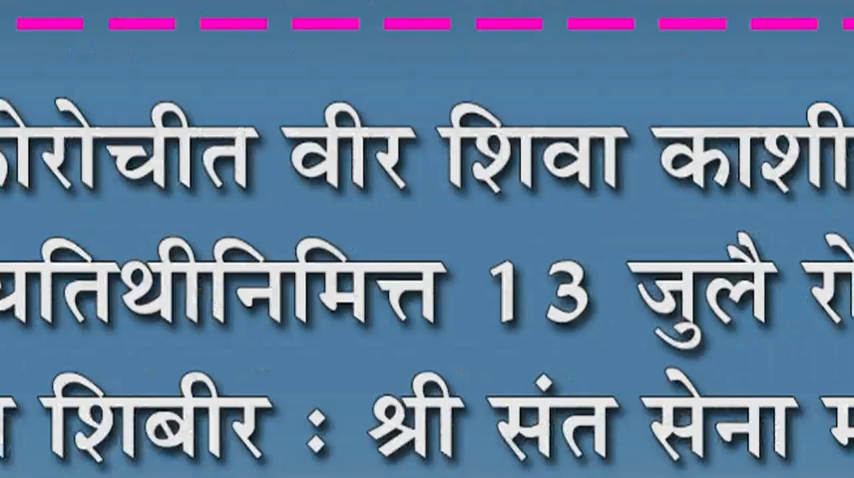 कोरोचीत वीर शिवा काशी
तिथीनिमित्त 13 जुलै
शिबीर : श्री संत सेना